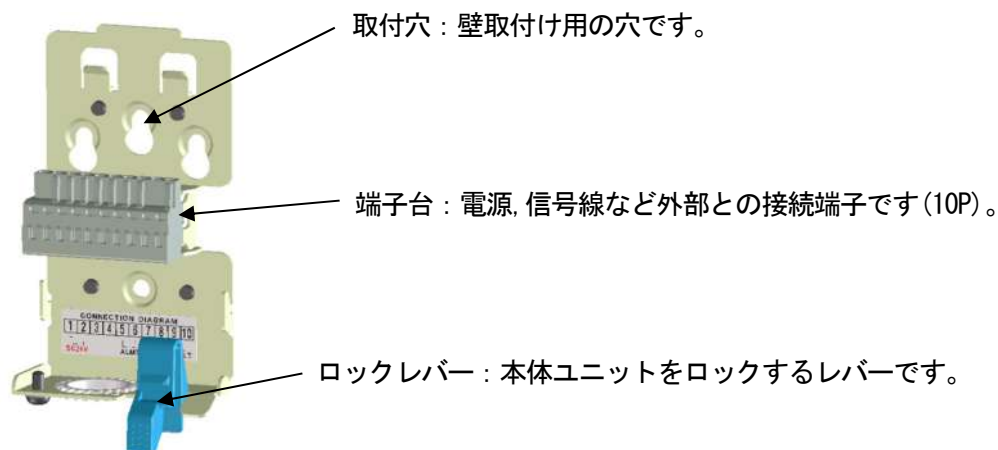 取付穴：壁取付け用の穴です。
端子台：電源,信号線など外部との接続端子です(10P)。
CONNECTION DIAGRAM
1 2 3 4 5 6 7 8 9 10
ロックレバー：本体ユニットをロックするレバーです。